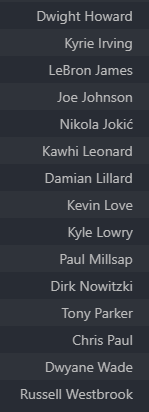 Dwight Howard
Kyrie Irving
LeBron James
Joe Johnson
Nikola Jokić
Kawhi Leonard
Damian Lillard
Kevin Love
Kyle Lowry
Paul Millsap
Dirk Nowitzki
Tony Parker
Chris Paul
Dwyane Wade
Russell Westbrook